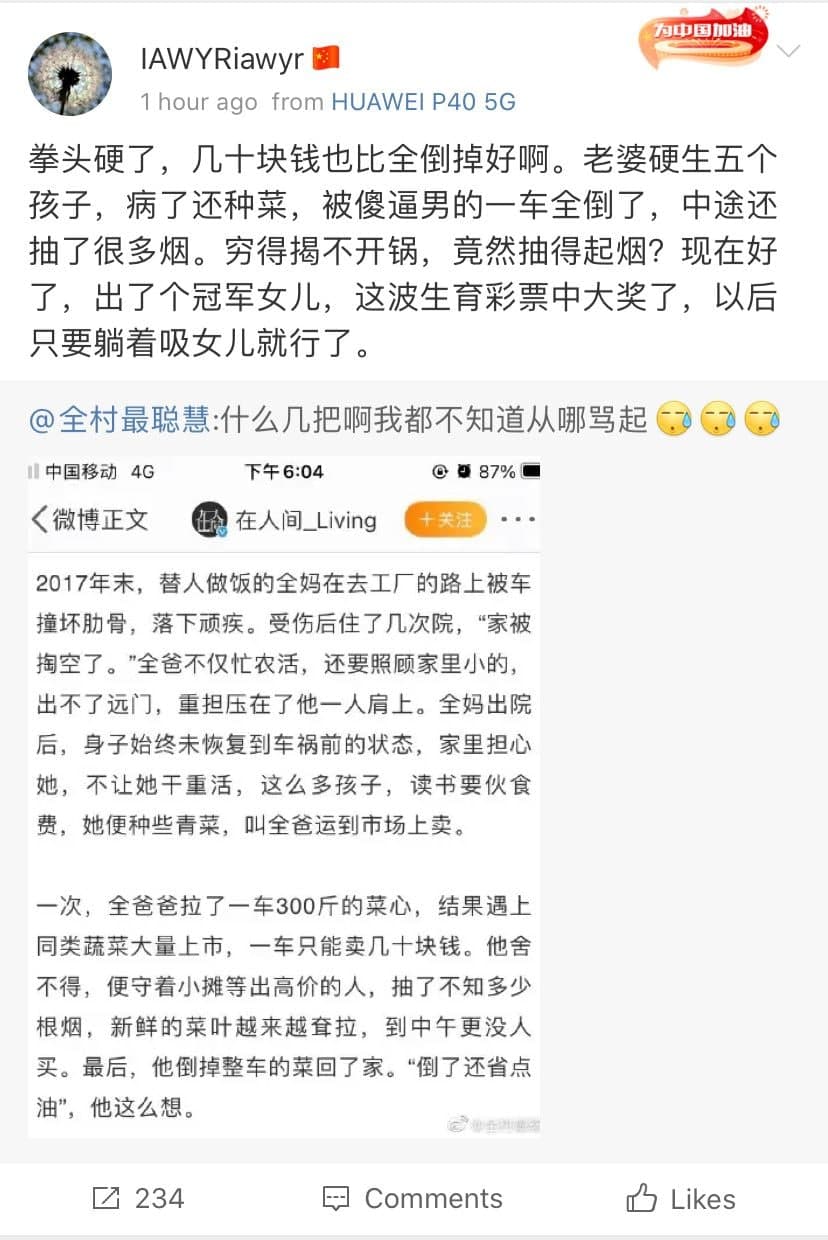 为中国加油
IAWYRiawyr
1 hour ago from HUAWEI P40 5G
拳头硬了，几十块钱也比全倒掉好啊。老婆硬生五个
孩子，病了还种菜，被傻逼男的一车全倒了，中途还
抽了很多烟。穷得揭不开锅，竟然抽得起烟？现在好
了，出了个冠军女儿，这波生育彩票中大奖了，以后
只要躺着吸女儿就行了。
@全村最聪慧:什么几把啊我都不知道从哪骂起
中国移动 4G 下午6:04 87%
微博正文 在人间_Living +关注
2017年末，替人做饭的全妈在去工厂的路上被车
撞坏肋骨，落下顽疾。受伤后住了几次院，“家被
掏空了。”全爸不仅忙农活，还要照顾家里小的，
出不了远门，重担压在了他一人肩上。全妈出院
后，身子始终未恢复到车祸前的状态，家里担心
她，不让她干重活，这么多孩子，读书要伙食
费，她便种些青菜，叫全爸运到市场上卖。
一次，全爸爸拉了一车300斤的菜心，结果遇上
同类蔬菜大量上市，一车只能卖几十块钱。他舍
不得，便守着小摊等出高价的人，抽了不知多少
根烟，新鲜的菜叶越来越耷拉，到中午更没人
买。最后，他倒掉整车的菜回了家。“倒了还省点
油”，他这么想。
234 Comments Likes